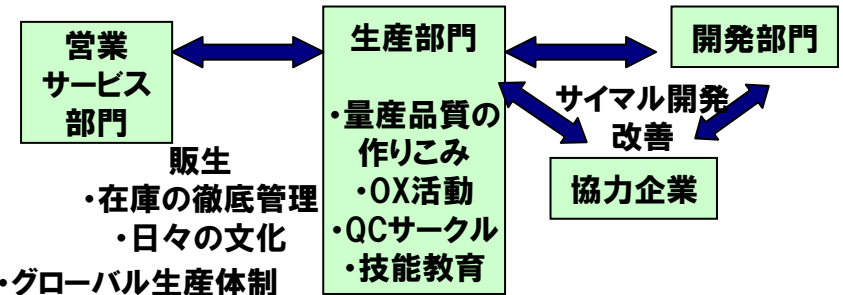 営業
サービス
部門
生産部門
・量産品質の
作りこみ
・OX活動
・QCサークル
・技能教育
開発部門
サイマル開発
改善
協力企業
販生
・在庫の徹底管理
・日々の文化
・グローバル生産体制